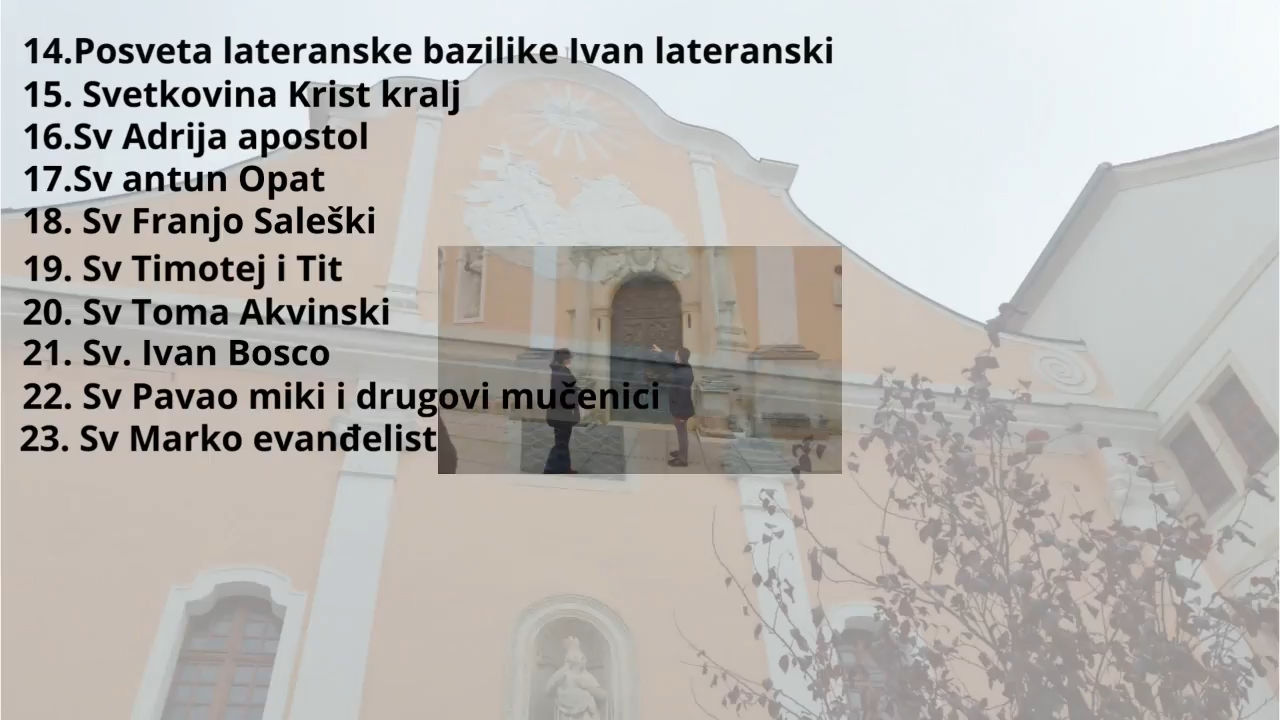 14.Posveta lateranske bazilike Ivan lateranski
15. Svetkovina Krist kralj
16.Sv Adrija apostol
17.Sv antun Opat
18. Sv Franjo Saleški
19. Sv Timotej i Tit
20. Sv Toma Akvinski
21. Sv. Ivan Bosco
22. Sv Pavao miki i drugovi mučenici
23. Sv Marko evanđelist